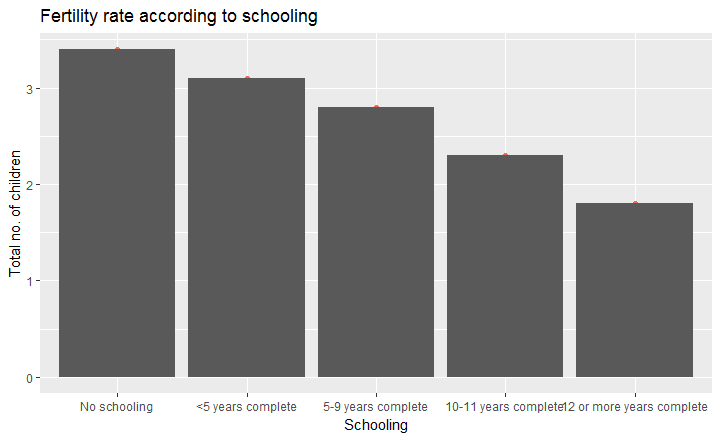 Fertility rate according to schooling
Total no. of children
3
2
1
0
No schooling
<5 years complete
5-9 years complete
10-11 years complete
12 or more years complete
Schooling